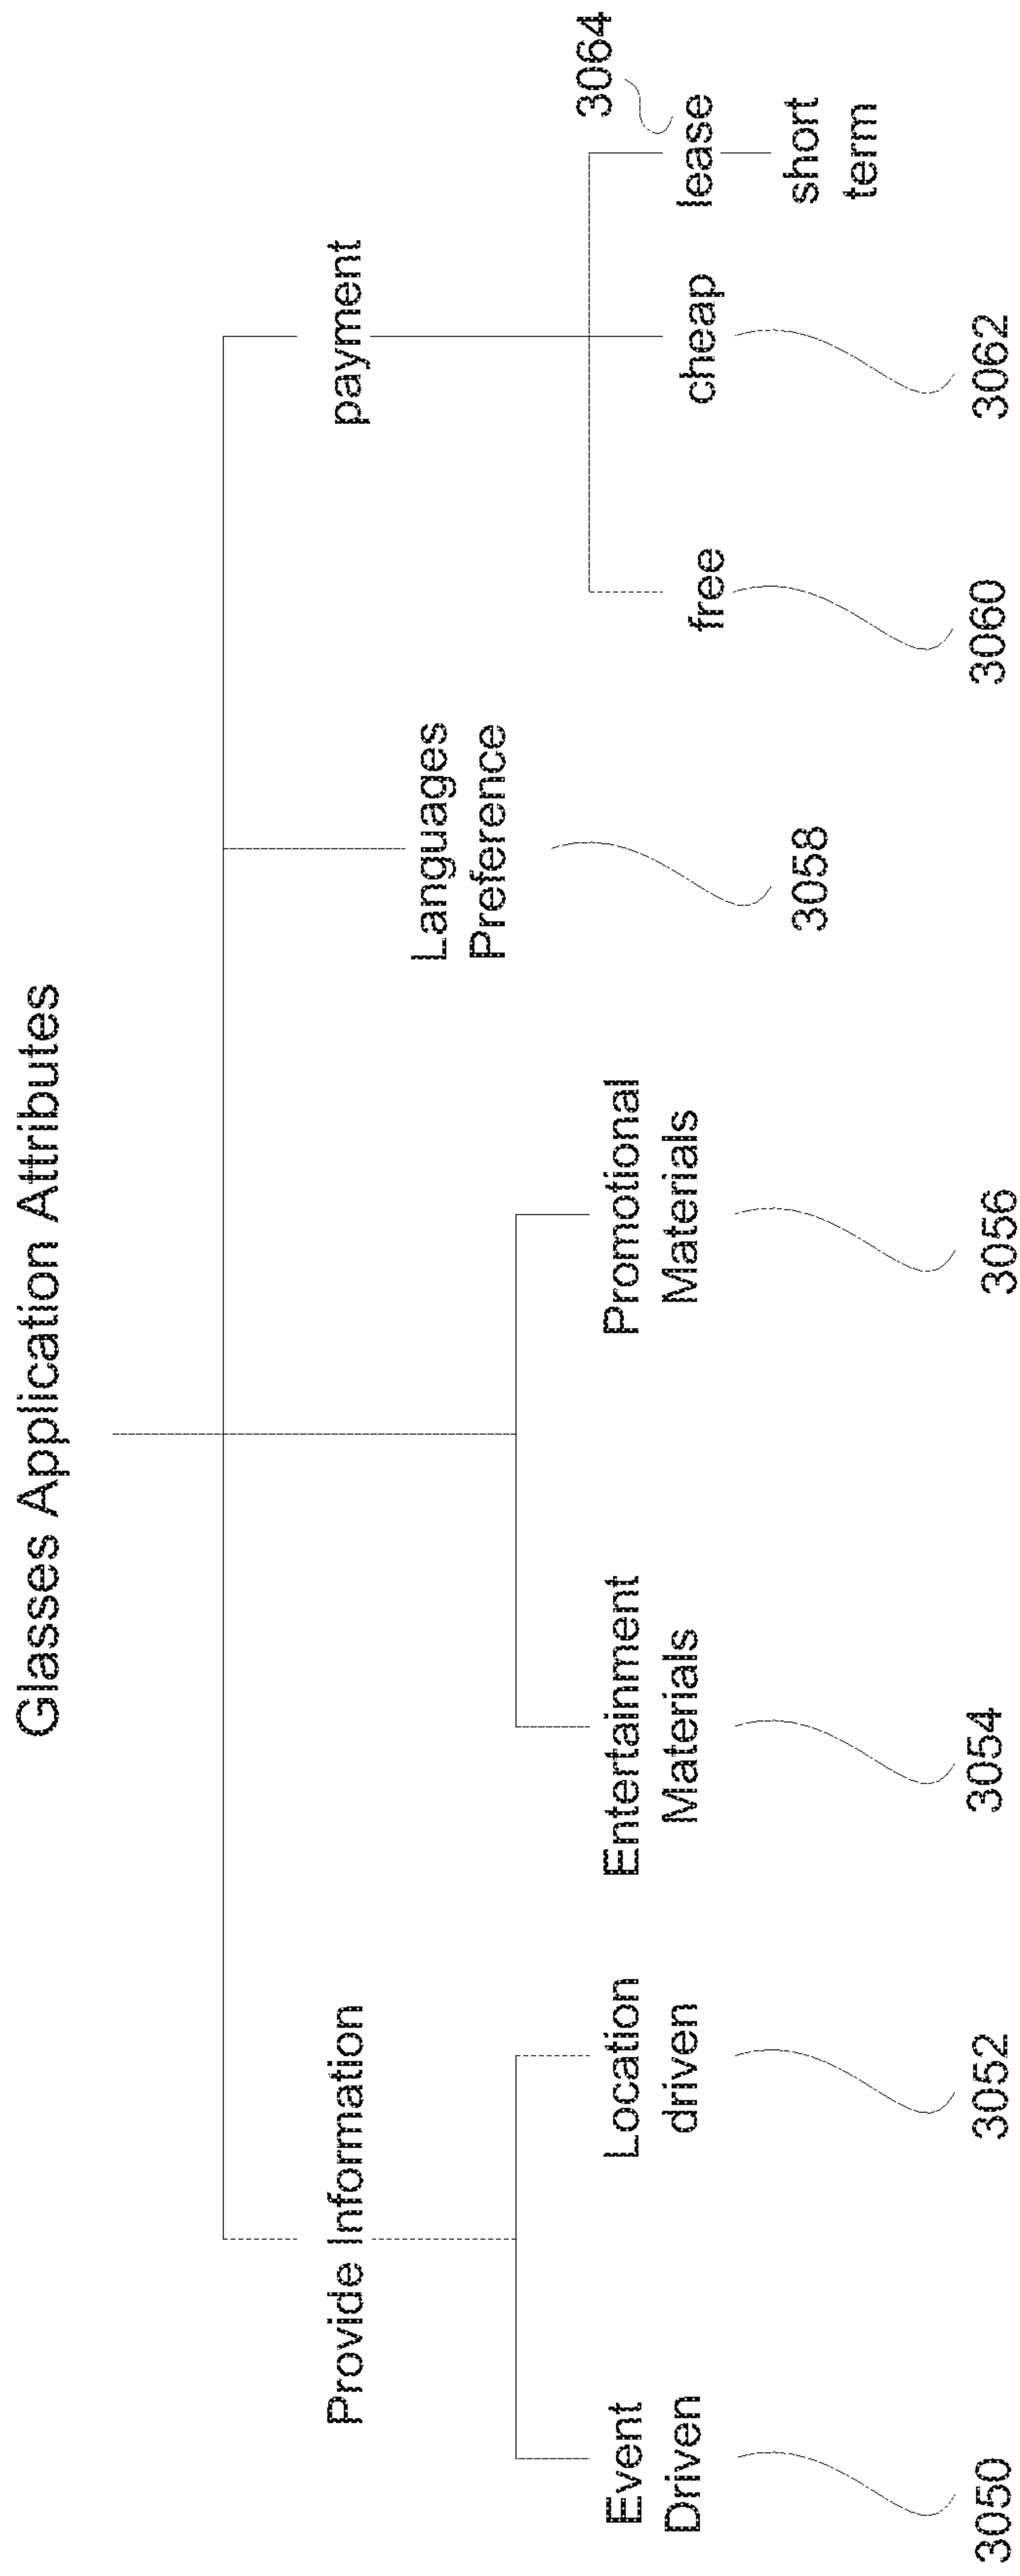 Glasses Application Attributes
Provide Information
payment
Languages
Preference
Event
Driven
Location
driven
Entertainment
Materials
Promotional
Materials
free
cheap
lease
short
term
3050
3052
3054
3056
3058
3060
3062
3064